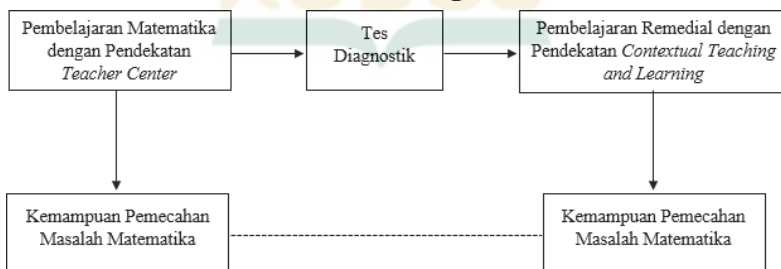 Pembelajaran Matematika
dengan Pendekatan
Teacher Center
Tes
Diagnostik
Pembelajaran Remedial dengan
Pendekatan Contextual Teaching
and Learning
Kemampuan Pemecahan
Masalah Matematika
Kemampuan Pemecahan
Masalah Matematika